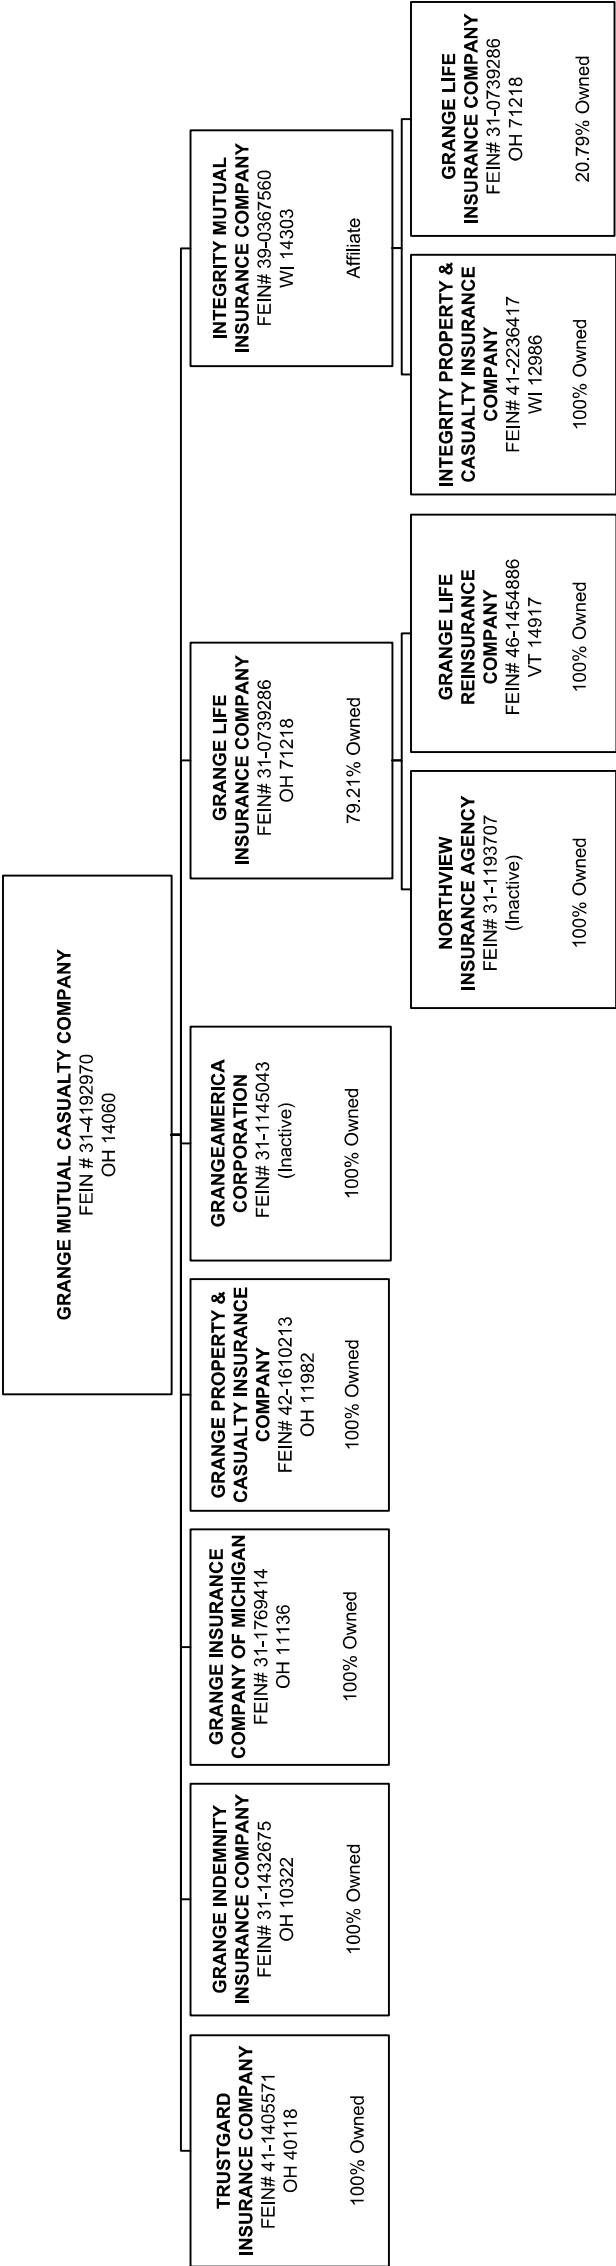 GRANGE MUTUAL CASUALTY COMPANY
FEIN # 31-4192970
OH 14060
TRUSTGARD
INSURANCE COMPANY
FEIN# 41-1405571
OH 40118
100% Owned
GRANGE INDEMNITY
INSURANCE COMPANY
FEIN# 31-1432675
OH 10322
100% Owned
GRANGE INSURANCE
COMPANY OF MICHIGAN
FEIN# 31-1769414
OH 11136
100% Owned
GRANGE PROPERTY &
CASUALTY INSURANCE
COMPANY
FEIN# 42-1610213
OH 11982
100% Owned
GRANGEAMERICA
CORPORATION
FEIN# 31-1145043
(Inactive)
100% Owned
GRANGE LIFE
INSURANCE COMPANY
FEIN# 31-0739286
OH 71218
79.21% Owned
INTEGRITY MUTUAL
INSURANCE COMPANY
FEIN# 39-0367560
WI 14303
Affiliate
NORTHVIEW
INSURANCE AGENCY
FEIN# 31-1193707
(Inactive)
100% Owned
GRANGE LIFE
REINSURANCE
COMPANY
FEIN# 46-1454886
VT 14917
100% Owned
INTEGRITY PROPERTY &
CASUALTY INSURANCE
COMPANY
FEIN# 41-2236417
WI 12986
100% Owned
GRANGE LIFE
INSURANCE COMPANY
FEIN# 31-0739286
OH 71218
20.79% Owned